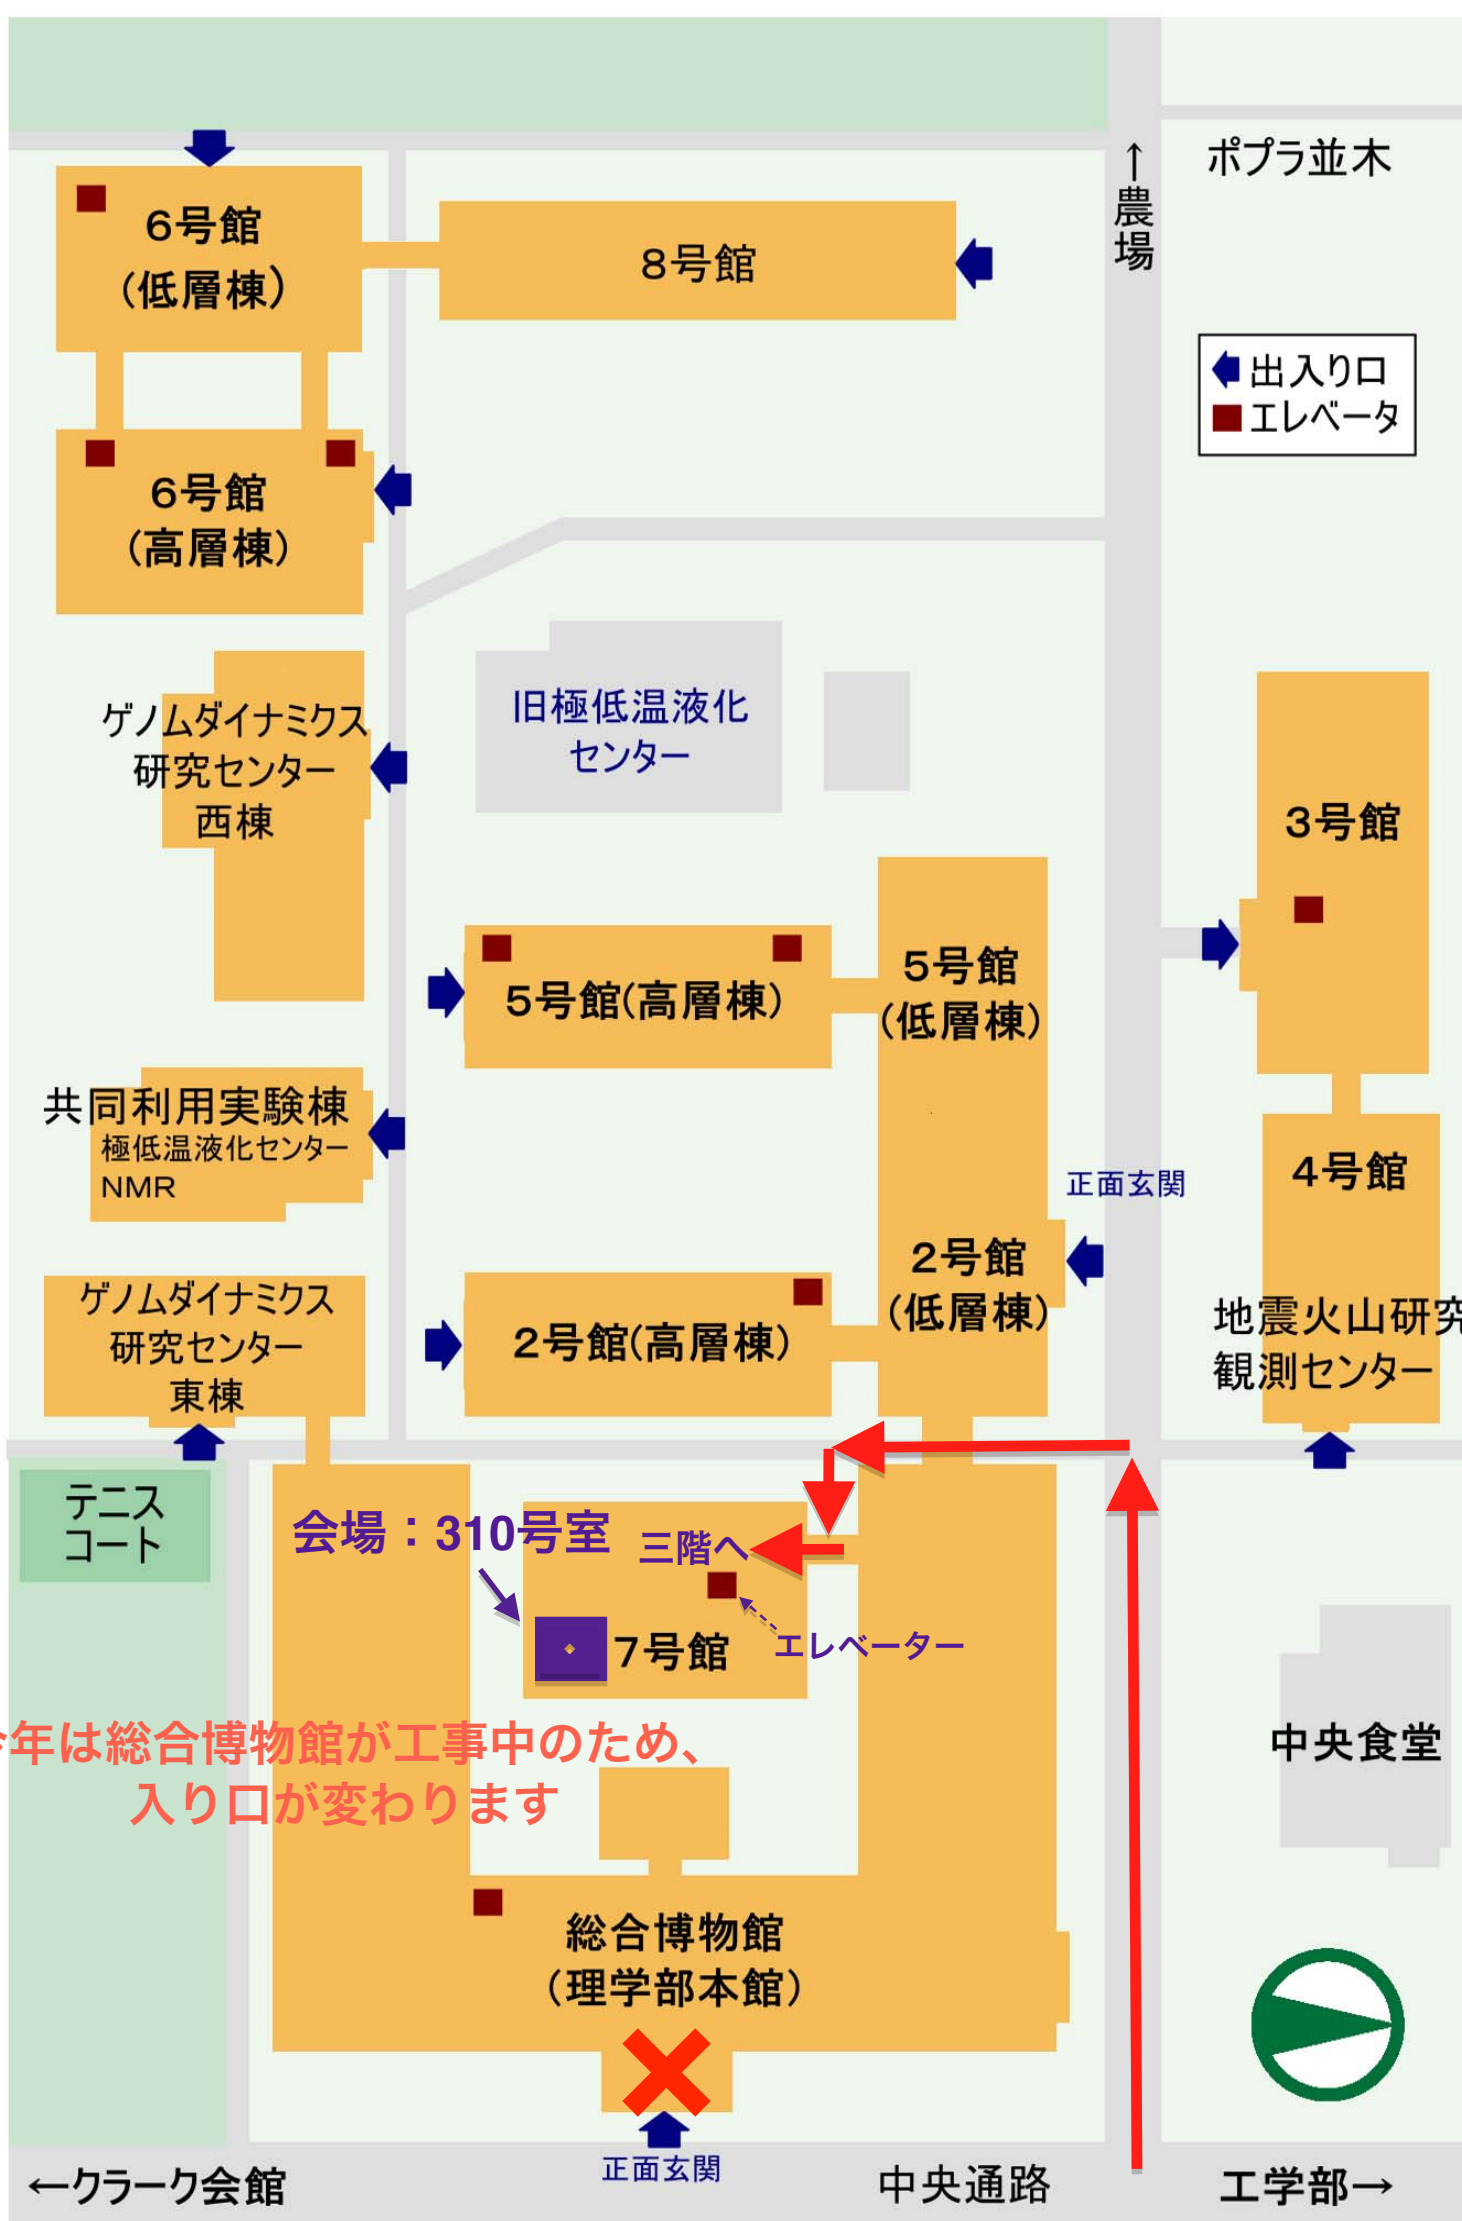 ポプラ並木
↑農場
6号館
(低層棟)
8号館
出入り口
エレベータ
6号館
(高層棟)
ゲノムダイナミクス
研究センター
西棟
旧極低温液化
センター
3号館
5号館(高層棟)
5号館
(低層棟)
共同利用実験棟
極低温液化センター
NMR
正面玄関
4号館
ゲノムダイナミクス
研究センター
東棟
2号館(高層棟)
2号館
(低層棟)
地震火山研究
観測センター
テニス
コート
会場：310号室
三階へ
7号館
エレベーター
今年は総合博物館が工事中のため、
入り口が変わります
中央食堂
総合博物館
(理学部本館)
正面玄関
←クラーク会館
中央通路
工学部→